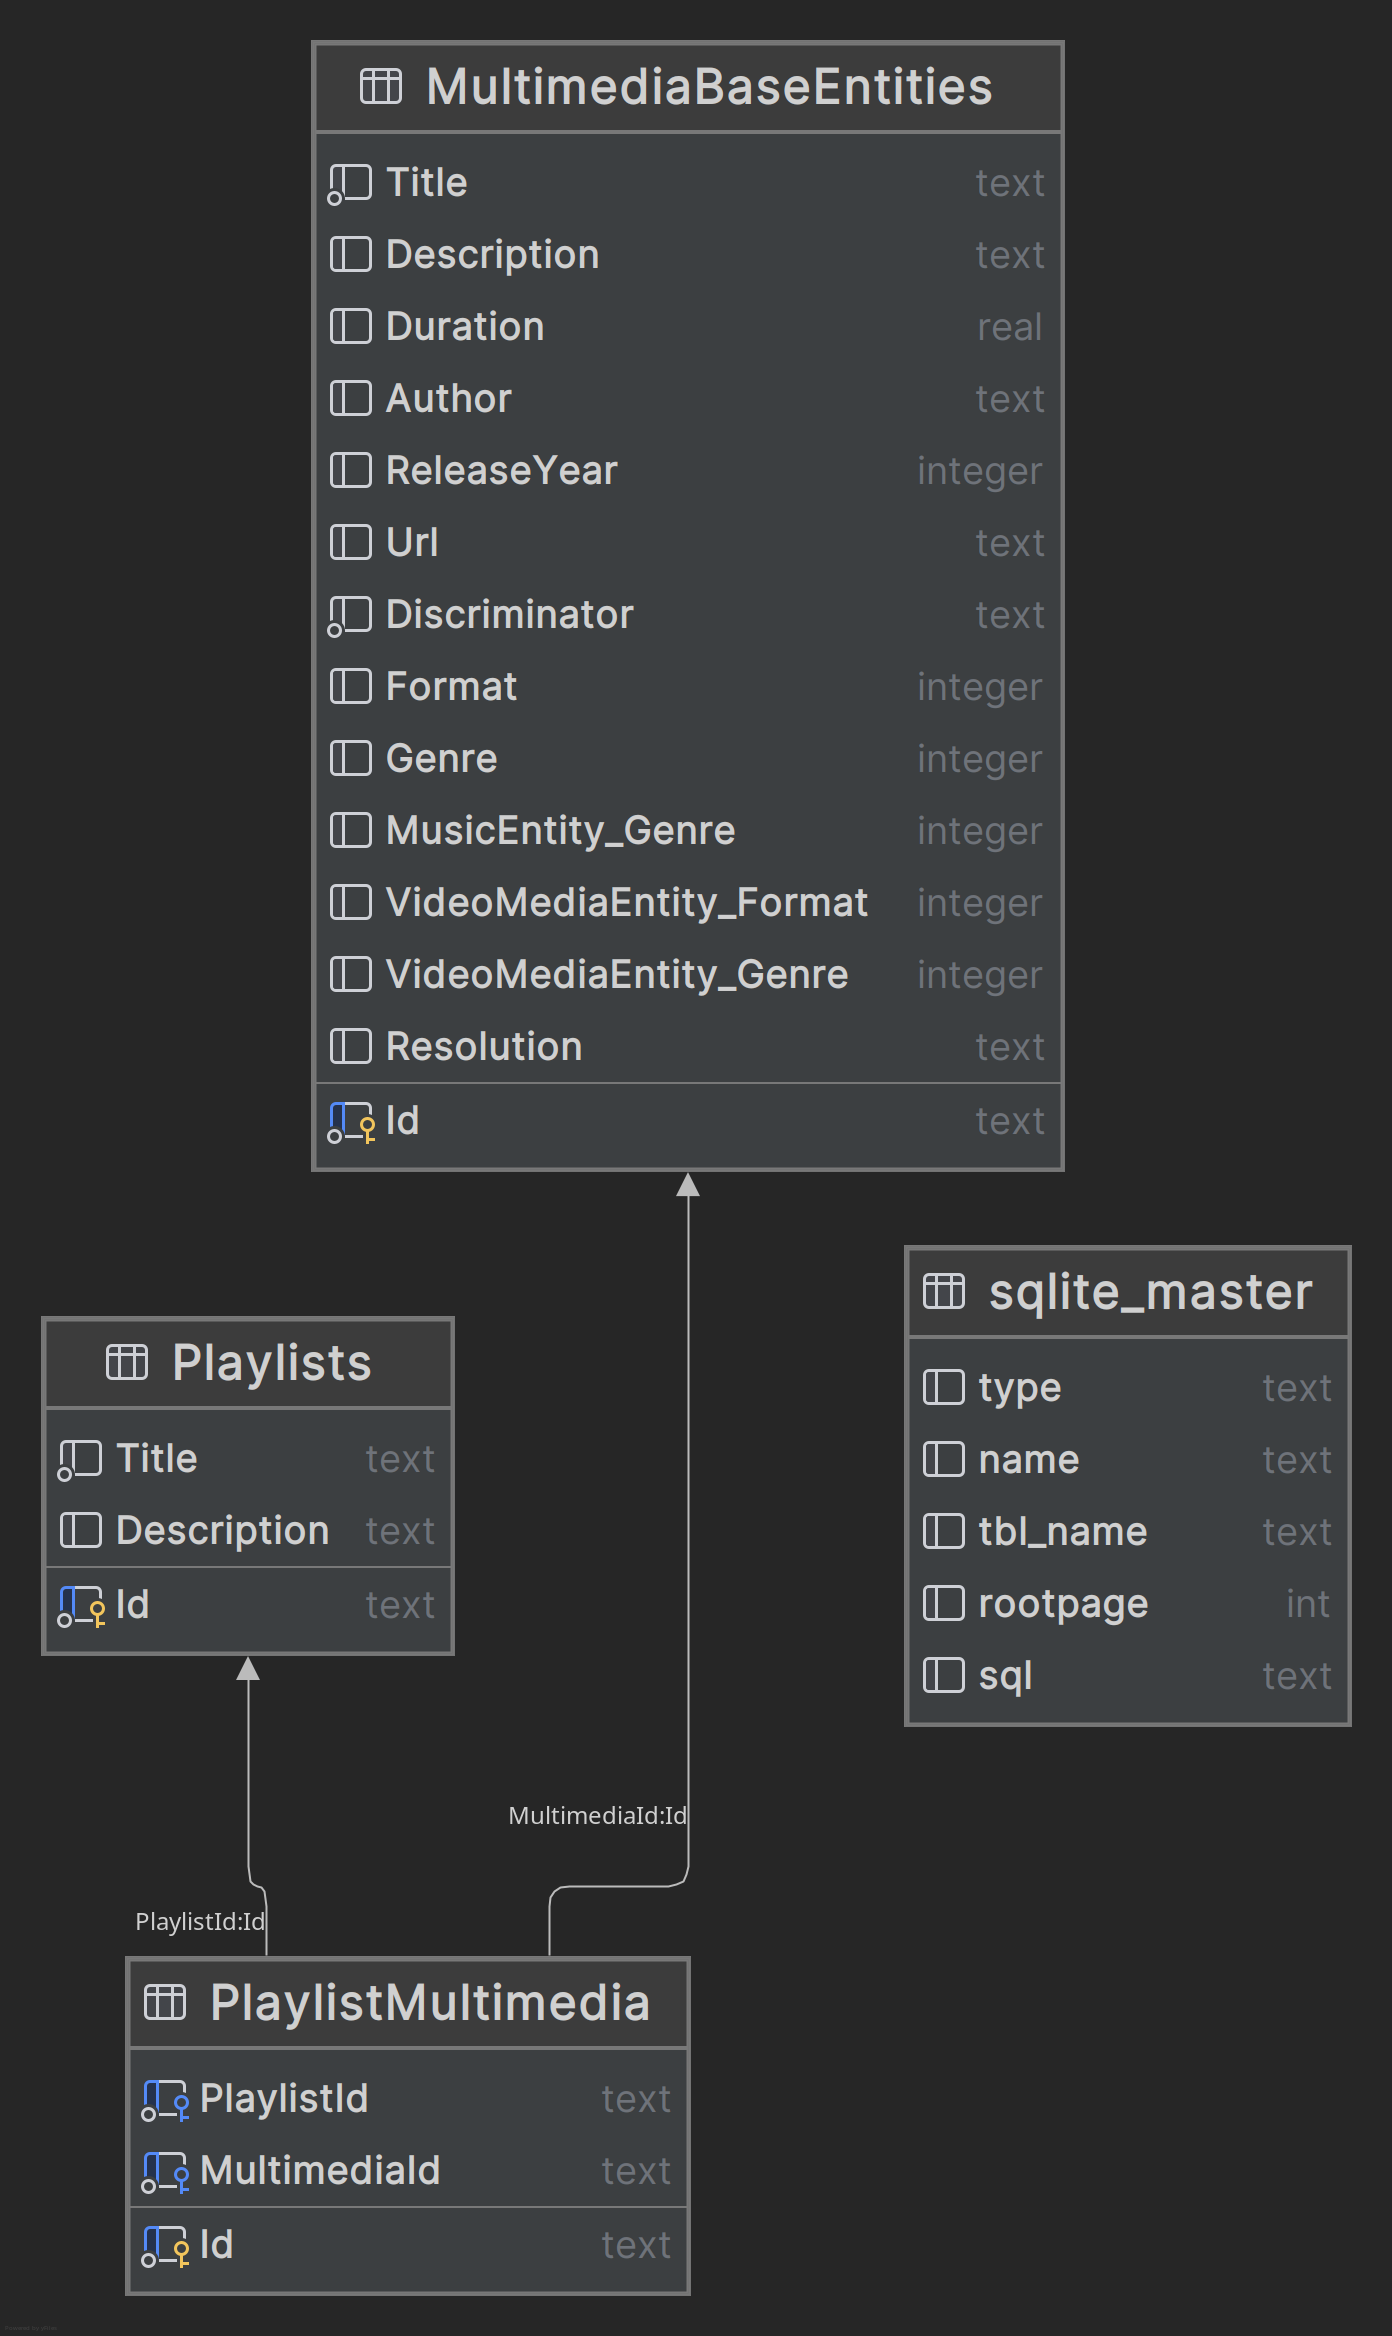 MultimediaBaseEntities
Title text
Description text
Duration real
Author text
ReleaseYear integer
Url text
Discriminator text
Format integer
Genre integer
MusicEntity_Genre integer
VideoMediaEntity_Format integer
VideoMediaEntity_Genre integer
Resolution text
Id text
sqlite_master
type text
name text
tbl_name text
rootpage int
sql text
Playlists
Title text
Description text
Id text
MultimediaId:Id
PlaylistId:Id
PlaylistMultimedia
PlaylistId text
MultimediaId text
Id text